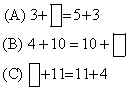 (A) 3+□=5+3
(B) 4+10=10+□
(C) □+11=11+4